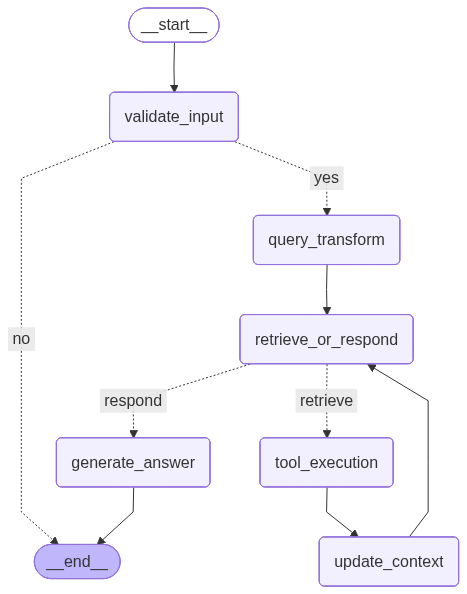 __start__
validate_input
yes
query_transform
no
retrieve_or_respond
respond
retrieve
generate_answer
tool_execution
__end__
update_context